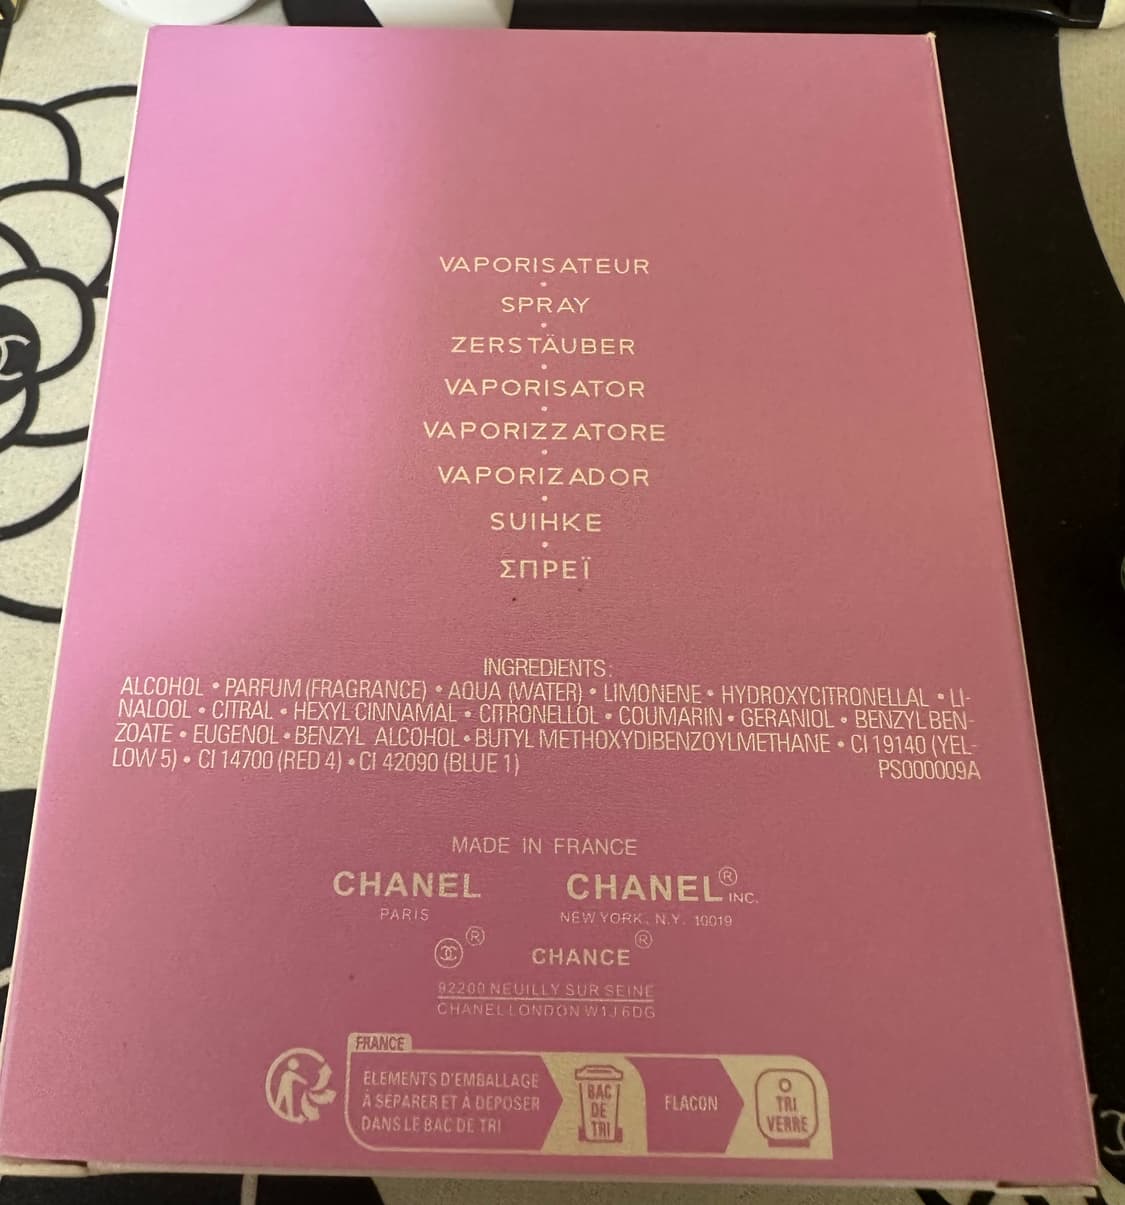 VAPORISATEUR
•
SPRAY
•
ZERSTÄUBER
•
VAPORISATOR
•
VAPORIZZATORE
•
VAPORIZADOR
•
SUIHKE
•
ΣΠΡΕΪ
INGREDIENTS:
ALCOHOL • PARFUM (FRAGRANCE) • AQUA (WATER) • LIMONENE • HYDROXYCITRONELLAL • LI-
NALOOL • CITRAL • HEXYL CINNAMAL • CITRONELLOL • COUMARIN • GERANIOL • BENZYL BEN-
ZOATE • EUGENOL • BENZYL ALCOHOL • BUTYL METHOXYDIBENZOYLMETHANE • CI 19140 (YEL-
LOW 5) • CI 14700 (RED 4) • CI 42090 (BLUE 1) PS000009A
MADE IN FRANCE
CHANEL CHANEL® INC.
PARIS NEW YORK, N.Y. 10019
® CHANCE®
92200 NEUILLY SUR SEINE
CHANEL LONDON W1J 6DG
FRANCE
ÉLÉMENTS D'EMBALLAGE
À SÉPARER ET À DÉPOSER
DANS LE BAC DE TRI
BAC
DE
TRI
FLACON
TRI
VERRE